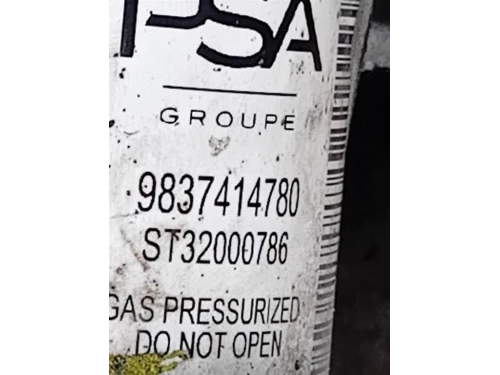 PSA
GROUPE
9837414780
ST32000786
GAS PRESSURIZED
DO NOT OPEN